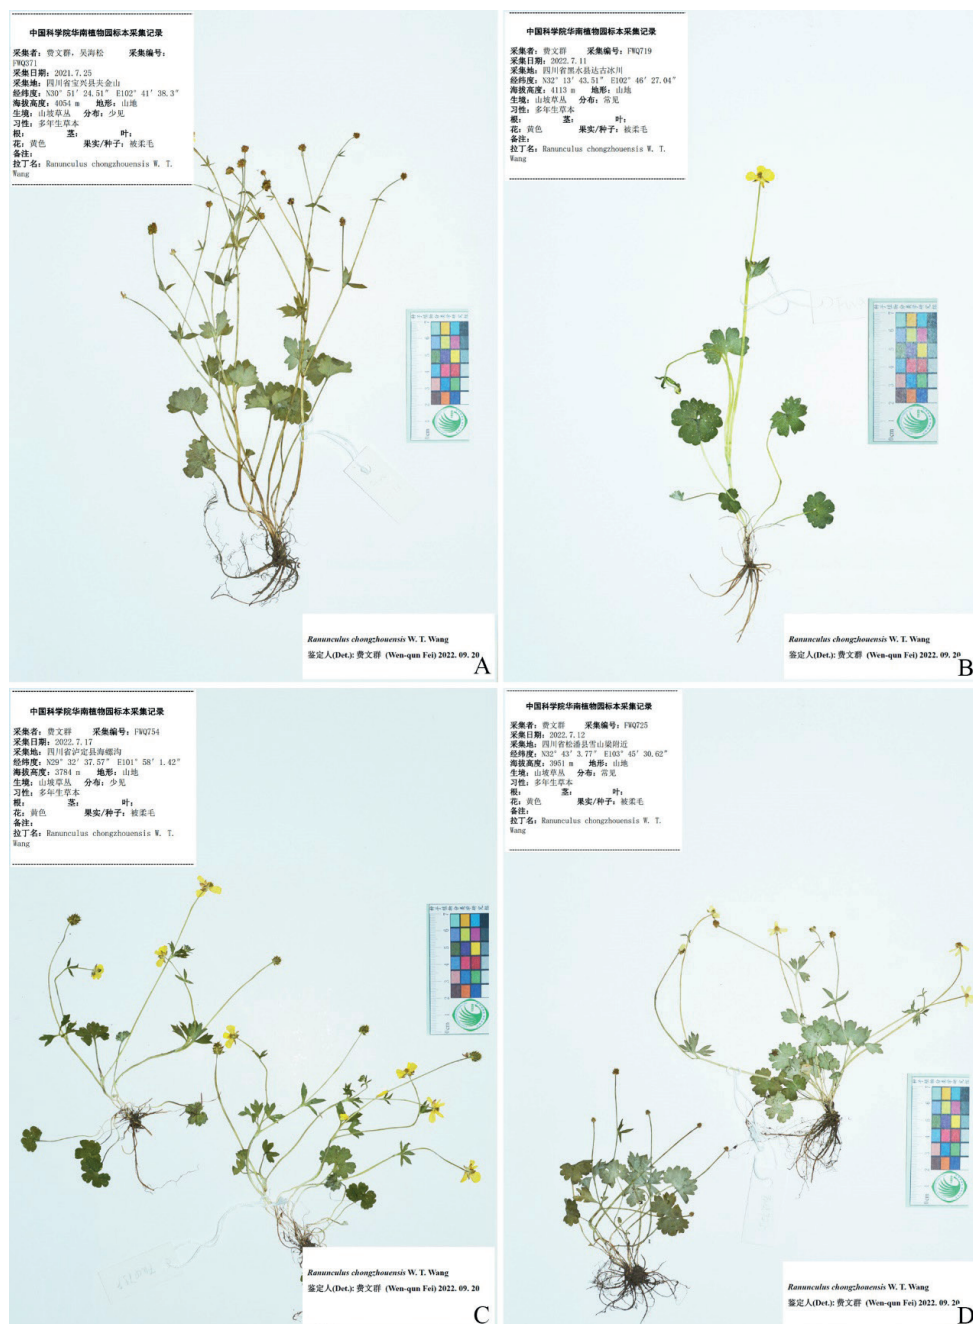 中国科学院华南植物园标本采集记录
采集者：费文群，吴海松 采集编号：
FWQ371
采集日期：2021.7.25
采集地：四川省宝兴县夹金山
经纬度：N30° 51′ 24.51″ E102° 41′ 38.3″
海拔高度：4054 m 地形：山地
生境：山坡草丛 分布：少见
习性：多年生草本
根： 茎： 叶：
花：黄色 果实/种子：被柔毛
备注：
拉丁名：Ranunculus chongzhouensis W. T.
Wang
Ranunculus chongzhouensis W. T. Wang
鉴定人(Det.): 费文群 (Wen-qun Fei) 2022. 09. 20
A
中国科学院华南植物园标本采集记录
采集者：费文群 采集编号：FWQ719
采集日期：2022.7.11
采集地：四川省黑水县达古冰川
经纬度：N32° 13′ 43.51″ E102° 46′ 27.04″
海拔高度：4113 m 地形：山地
生境：山坡草丛 分布：常见
习性：多年生草本
根： 茎： 叶：
花：黄色 果实/种子：被柔毛
备注：
拉丁名：Ranunculus chongzhouensis W. T.
Wang
Ranunculus chongzhouensis W. T. Wang
鉴定人(Det.): 费文群 (Wen-qun Fei) 2022. 09. 20
B
中国科学院华南植物园标本采集记录
采集者：费文群 采集编号：FWQ754
采集日期：2022.7.17
采集地：四川省泸定县海螺沟
经纬度：N29° 32′ 37.57″ E101° 58′ 1.42″
海拔高度：3784 m 地形：山地
生境：山坡草丛 分布：少见
习性：多年生草本
根： 茎： 叶：
花：黄色 果实/种子：被柔毛
备注：
拉丁名：Ranunculus chongzhouensis W. T.
Wang
Ranunculus chongzhouensis W. T. Wang
鉴定人(Det.): 费文群 (Wen-qun Fei) 2022. 09. 20
C
中国科学院华南植物园标本采集记录
采集者：费文群 采集编号：FWQ725
采集日期：2022.7.12
采集地：四川省松潘县雪山梁附近
经纬度：N32° 43′ 3.77″ E103° 45′ 30.62″
海拔高度：3951 m 地形：山地
生境：山坡草丛 分布：常见
习性：多年生草本
根： 茎： 叶：
花：黄色 果实/种子：被柔毛
备注：
拉丁名：Ranunculus chongzhouensis W. T.
Wang
Ranunculus chongzhouensis W. T. Wang
鉴定人(Det.): 费文群 (Wen-qun Fei) 2022. 09. 20
D